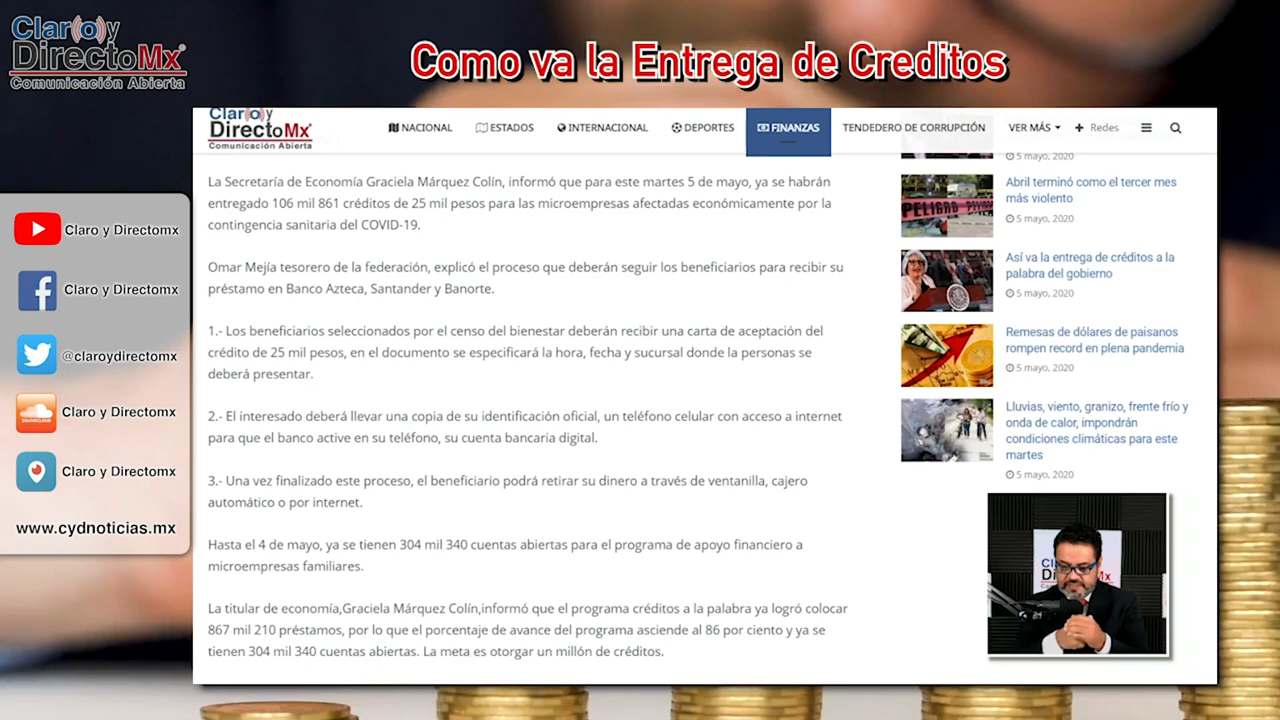 Claro y
DirectoMx
Comunicación Abierta
Como va la Entrega de Creditos
Claro y
DirectoMx
Comunicación Abierta
NACIONAL
ESTADOS
INTERNACIONAL
DEPORTES
FINANZAS
TENDEDERO DE CORRUPCIÓN
VER MÁS
Redes
La Secretaría de Economía Graciela Márquez Colín, informó que para este martes 5 de mayo, ya se habrán
entregado 106 mil 861 créditos de 25 mil pesos para las microempresas afectadas económicamente por la
contingencia sanitaria del COVID-19.
Omar Mejía tesorero de la federación, explicó el proceso que deberán seguir los beneficiarios para recibir su
préstamo en Banco Azteca, Santander y Banorte.
1.- Los beneficiarios seleccionados por el censo del bienestar deberán recibir una carta de aceptación del
crédito de 25 mil pesos, en el documento se especificará la hora, fecha y sucursal donde la personas se
deberá presentar.
2.- El interesado deberá llevar una copia de su identificación oficial, un teléfono celular con acceso a internet
para que el banco active en su teléfono, su cuenta bancaria digital.
3.- Una vez finalizado este proceso, el beneficiario podrá retirar su dinero a través de ventanilla, cajero
automático o por internet.
Hasta el 4 de mayo, ya se tienen 304 mil 340 cuentas abiertas para el programa de apoyo financiero a
microempresas familiares.
La titular de economía,Graciela Márquez Colín,informó que el programa créditos a la palabra ya logró colocar
867 mil 210 préstamos, por lo que el porcentaje de avance del programa asciende al 86 por ciento y ya se
tienen 304 mil 340 cuentas abiertas. La meta es otorgar un millón de créditos.
5 mayo, 2020
PELIGRO
Abril terminó como el tercer mes
más violento
5 mayo, 2020
Así va la entrega de créditos a la
palabra del gobierno
5 mayo, 2020
Remesas de dólares de paisanos
rompen record en plena pandemia
5 mayo, 2020
Lluvias, viento, granizo, frente frío y
onda de calor, impondrán
condiciones climáticas para este
martes
5 mayo, 2020
Claro y Directomx
Claro y Directomx
@claroydirectomx
SOUNDCLOUD
Claro y Directomx
Claro y Directomx
www.cydnoticias.mx